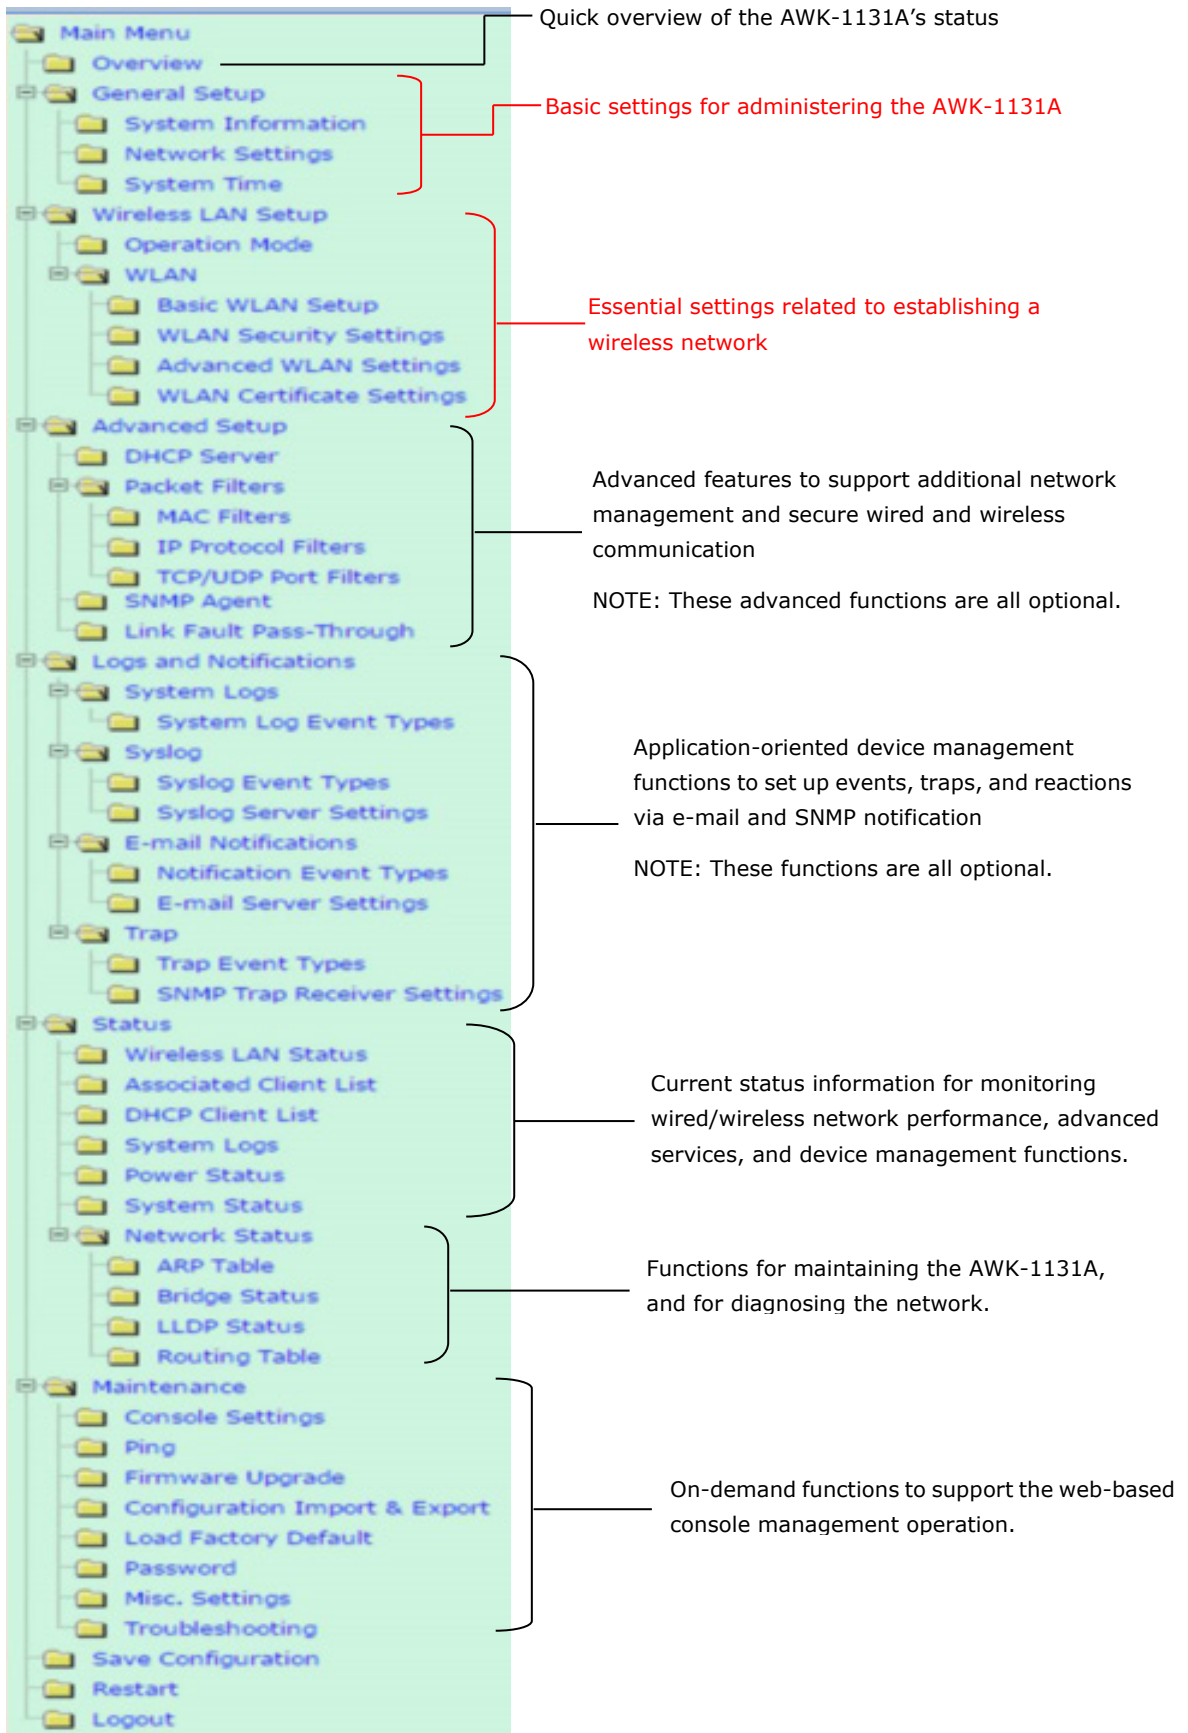 Main Menu
Overview
General Setup
System Information
Network Settings
System Time
Wireless LAN Setup
Operation Mode
WLAN
Basic WLAN Setup
WLAN Security Settings
Advanced WLAN Settings
WLAN Certificate Settings
Advanced Setup
DHCP Server
Packet Filters
MAC Filters
IP Protocol Filters
TCP/UDP Port Filters
SNMP Agent
Link Fault Pass-Through
Logs and Notifications
System Logs
System Log Event Types
Syslog
Syslog Event Types
Syslog Server Settings
E-mail Notifications
Notification Event Types
E-mail Server Settings
Trap
Trap Event Types
SNMP Trap Receiver Settings
Status
Wireless LAN Status
Associated Client List
DHCP Client List
System Logs
Power Status
System Status
Network Status
ARP Table
Bridge Status
LLDP Status
Routing Table
Maintenance
Console Settings
Ping
Firmware Upgrade
Configuration Import & Export
Load Factory Default
Password
Misc. Settings
Troubleshooting
Save Configuration
Restart
Logout
Quick overview of the AWK-1131A’s status
Basic settings for administering the AWK-1131A
Essential settings related to establishing a
wireless network
Advanced features to support additional network
management and secure wired and wireless
communication
NOTE: These advanced functions are all optional.
Application-oriented device management
functions to set up events, traps, and reactions
via e-mail and SNMP notification
NOTE: These functions are all optional.
Current status information for monitoring
wired/wireless network performance, advanced
services, and device management functions.
Functions for maintaining the AWK-1131A,
and for diagnosing the network.
On-demand functions to support the web-based
console management operation.